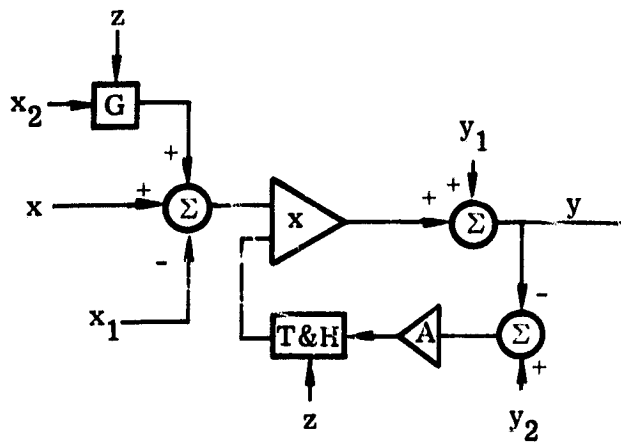 z
x₂
G
+
y₁
x
+
Σ
x
+
+
Σ
y
-
x₁
-
T&H
A
Σ
+
z
y₂